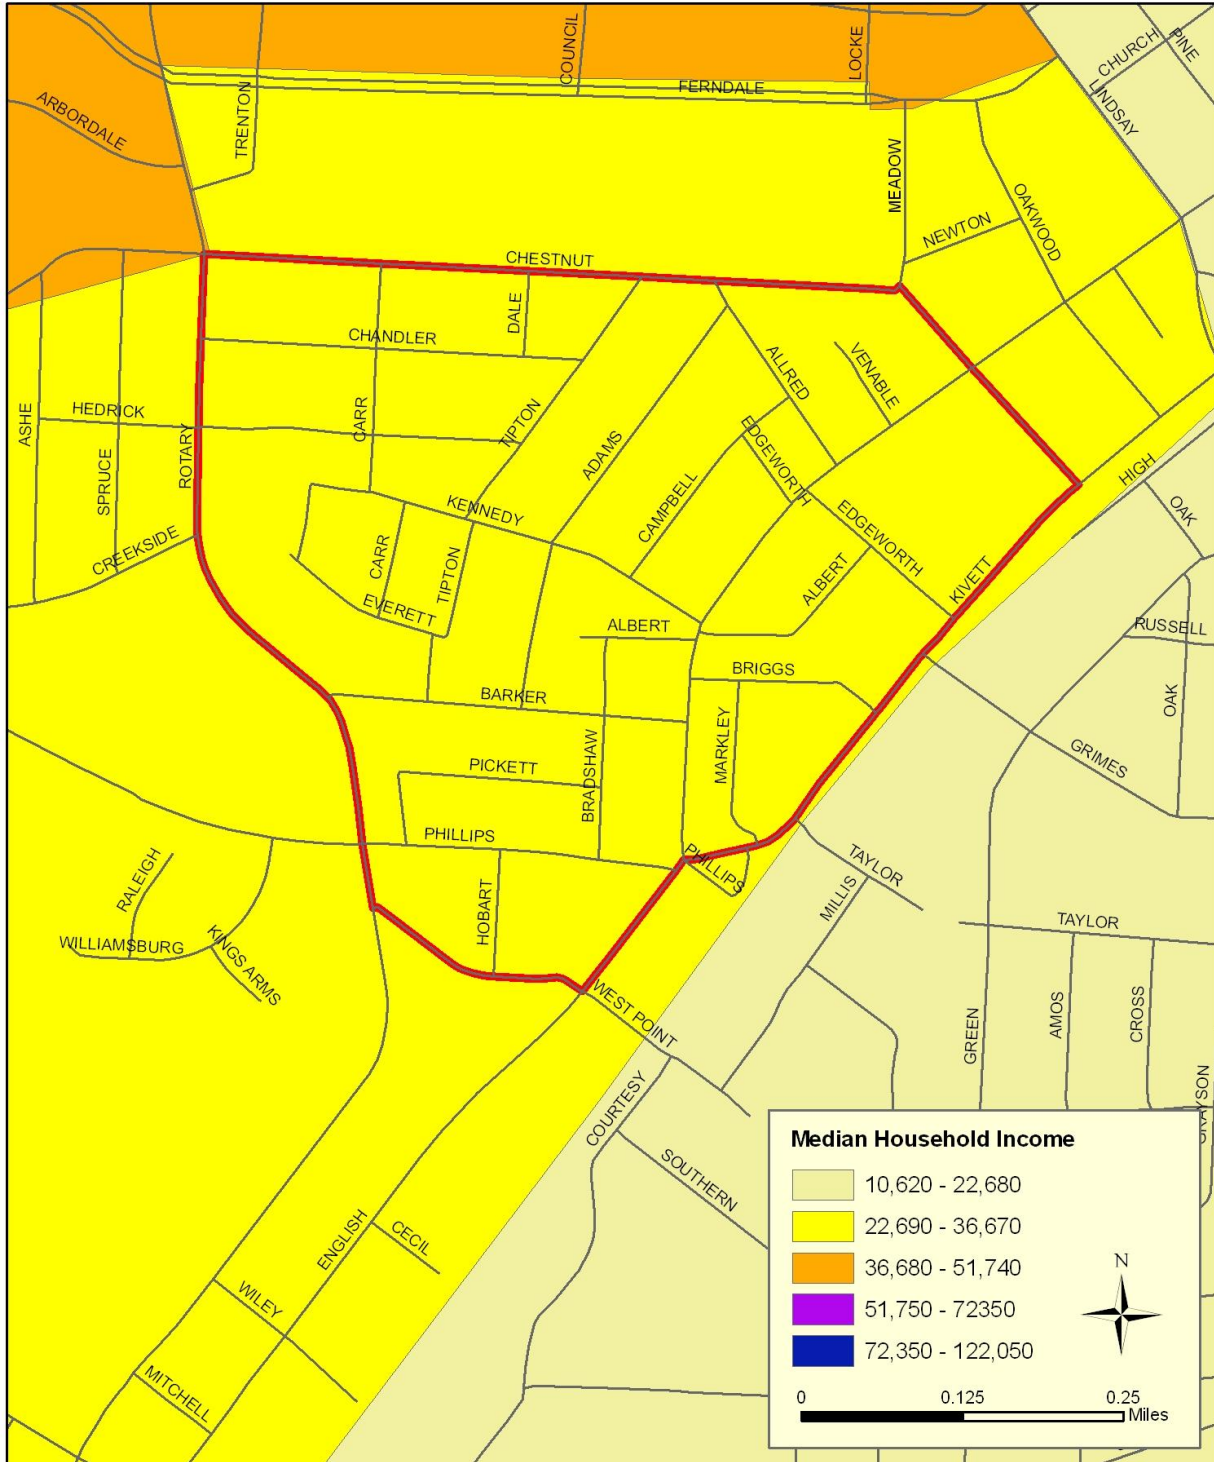 COUNCIL
LOCKE
CHURCH
PINE
LINDSAY
FERNDALE
ARBORDALE
TRENTON
MEADOW
OAKWOOD
NEWTON
CHESTNUT
DALE
CHANDLER
ALLRED
VENABLE
ASHE
HEDRICK
SPRUCE
ROTARY
CARR
TIPTON
ADAMS
EDGEWORTH
CAMPBELL
HIGH
OAK
KENNEDY
EDGEWORTH
CREEKSIDE
CARR
TIPTON
ALBERT
KIVETT
EVERETT
ALBERT
RUSSELL
BRIGGS
BARKER
OAK
MARKLEY
BRADSHAW
GRIMES
PICKETT
PHILLIPS
PHILLIPS
TAYLOR
RALEIGH
MILLIS
HOBART
TAYLOR
WILLIAMSBURG
KINGS ARMS
WEST POINT
GREEN
AMOS
CROSS
COURTESY
GRAYSON
SOUTHERN
ENGLISH
CECIL
WILEY
MITCHELL
Median Household Income
10,620 - 22,680
22,690 - 36,670
36,680 - 51,740
51,750 - 72350
72,350 - 122,050
N
0 0.125 0.25
Miles